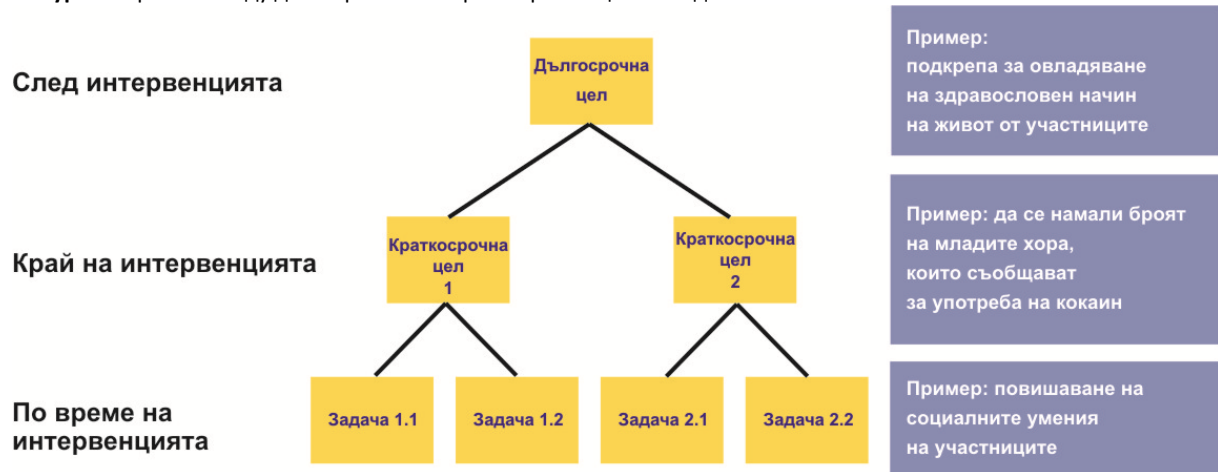 След интервенцията
Дългосрочна
цел
Пример:
подкрепа за овладяване
на здравословен начин
на живот от участниците
Край на интервенцията
Краткосрочна
цел
1
Краткосрочна
цел
2
Пример: да се намали броят
на младите хора,
които съобщават
за употреба на кокаин
По време на
интервенцията
Задача 1.1
Задача 1.2
Задача 2.1
Задача 2.2
Пример: повишаване на
социалните умения
на участниците